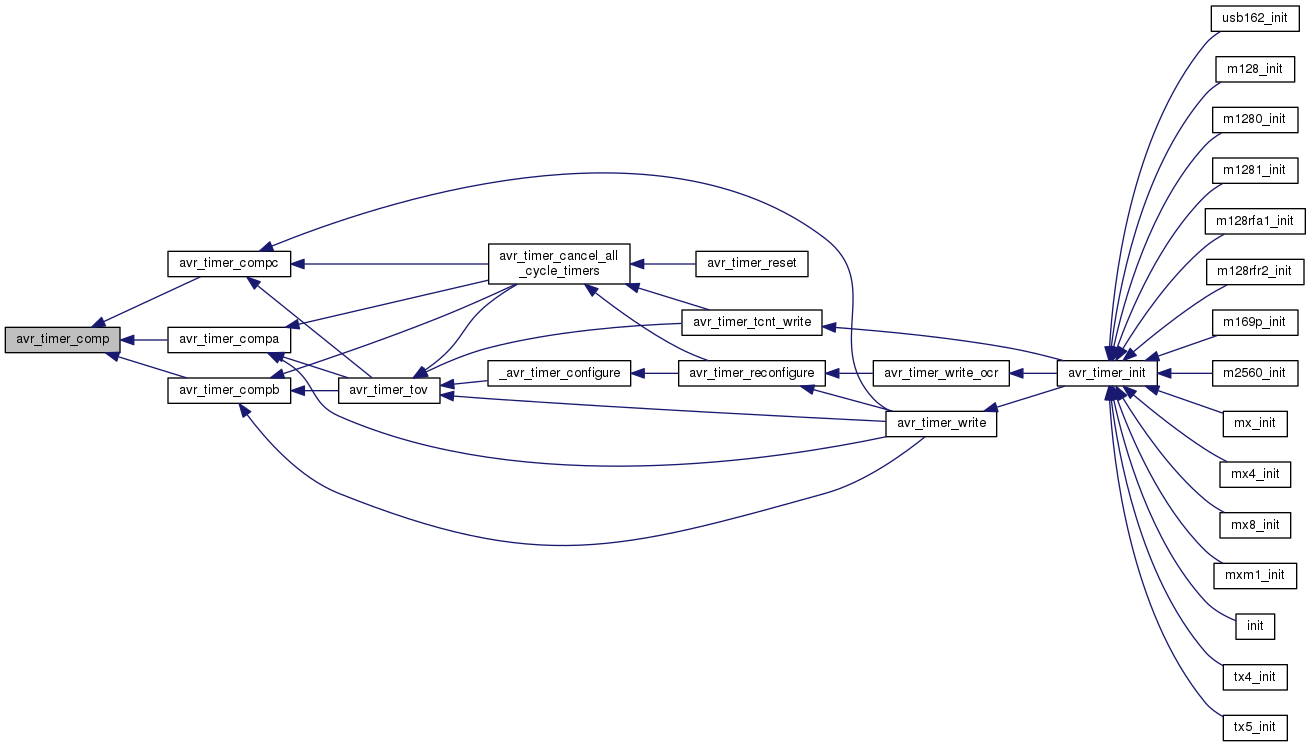 usb162_init
m128_init
m1280_init
m1281_init
m128rfa1_init
avr_timer_compc
avr_timer_cancel_all
_cycle_timers
avr_timer_reset
m128rfr2_init
avr_timer_comp
avr_timer_compa
avr_timer_tcnt_write
m169p_init
avr_timer_compb
avr_timer_tov
_avr_timer_configure
avr_timer_reconfigure
avr_timer_write_ocr
avr_timer_init
m2560_init
avr_timer_write
mx_init
mx4_init
mx8_init
mxm1_init
init
tx4_init
tx5_init